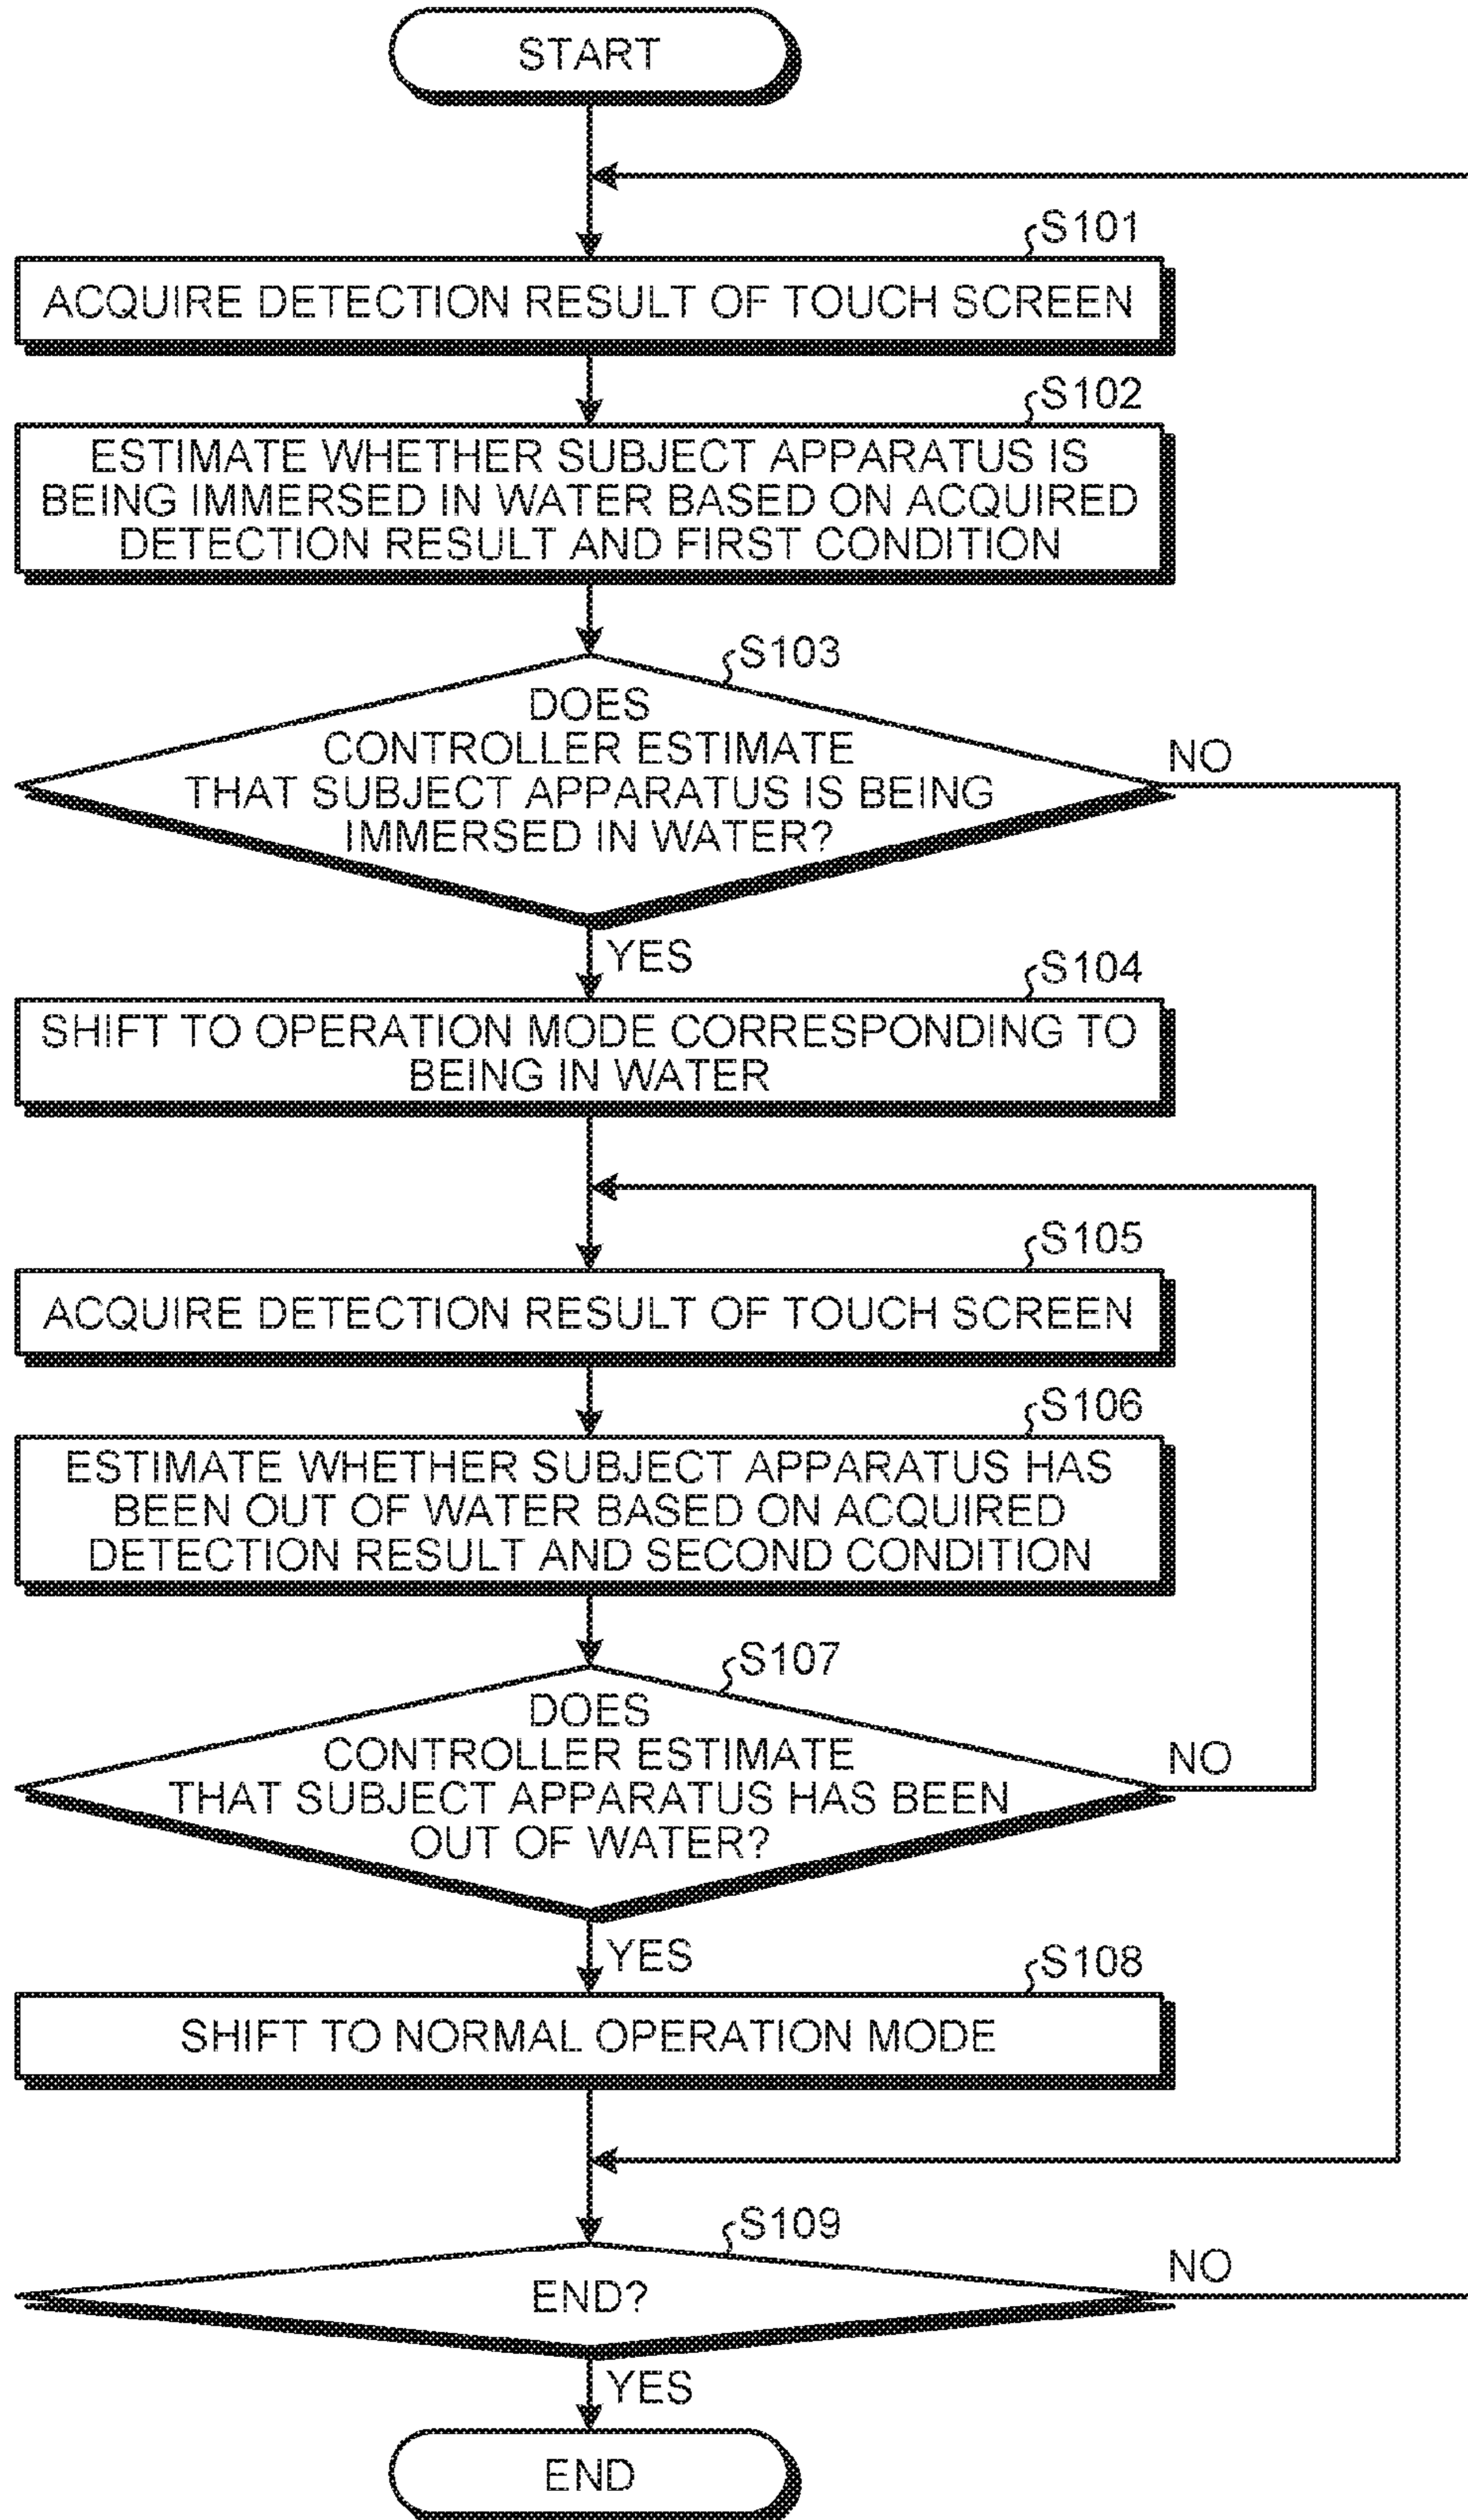 START
S101
ACQUIRE DETECTION RESULT OF TOUCH SCREEN
S102
ESTIMATE WHETHER SUBJECT APPARATUS IS
BEING IMMERSED IN WATER BASED ON ACQUIRED
DETECTION RESULT AND FIRST CONDITION
S103
DOES
CONTROLLER ESTIMATE
THAT SUBJECT APPARATUS IS BEING
IMMERSED IN WATER?
NO
YES
S104
SHIFT TO OPERATION MODE CORRESPONDING TO
BEING IN WATER
S105
ACQUIRE DETECTION RESULT OF TOUCH SCREEN
S106
ESTIMATE WHETHER SUBJECT APPARATUS HAS
BEEN OUT OF WATER BASED ON ACQUIRED
DETECTION RESULT AND SECOND CONDITION
S107
DOES
CONTROLLER ESTIMATE
THAT SUBJECT APPARATUS HAS BEEN
OUT OF WATER?
NO
YES
S108
SHIFT TO NORMAL OPERATION MODE
S109
END?
NO
YES
END